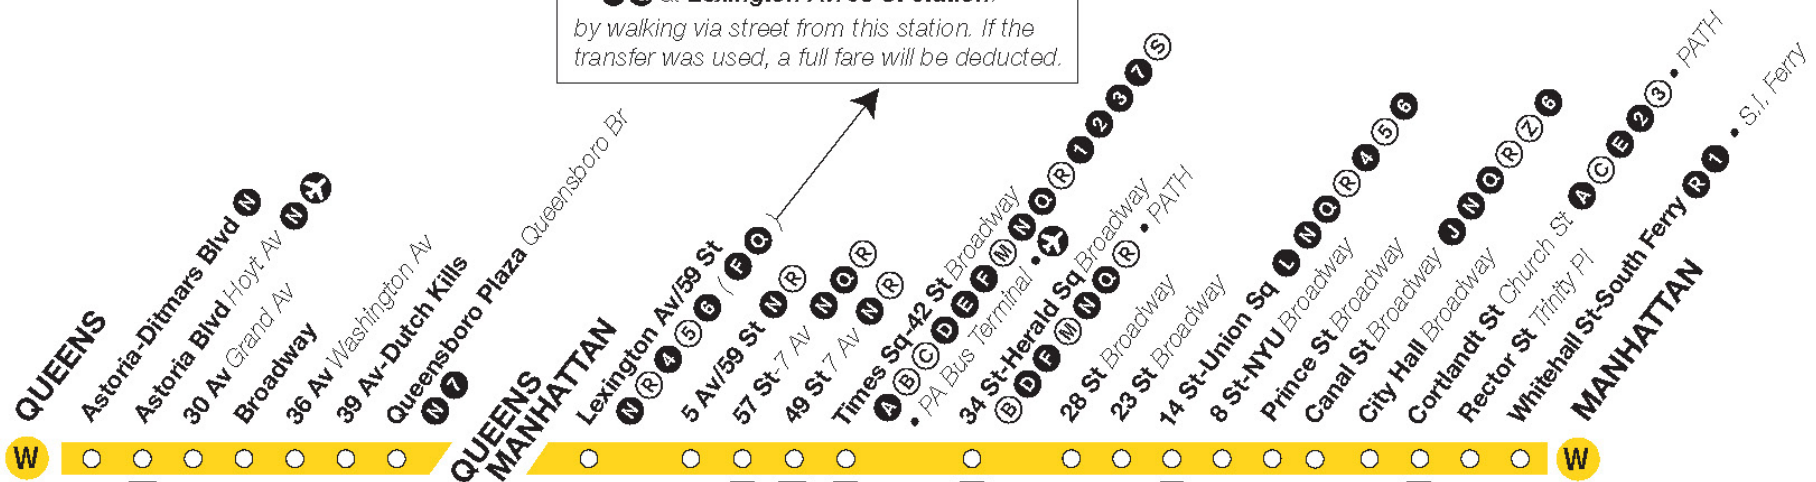 Lexington Av/63 St station,
by walking via street from this station. If the
transfer was used, a full fare will be deducted.
W
QUEENS
Astoria-Ditmars Blvd N
Astoria Blvd Hoyt Av N
30 Av Grand Av
Broadway
36 Av Washington Av
39 Av-Dutch Kills
Queensboro Plaza Queensboro Br
N 7
QUEENS
MANHATTAN
Lexington Av/59 St
N R 4 5 6 ( F Q )
5 Av/59 St N R
57 St-7 Av N Q R
49 St 7 Av N R
Times Sq-42 St Broadway N Q R 1 2 3 7 S
A B C D E F M
• PA Bus Terminal •
34 St-Herald Sq Broadway
B D F M N Q R • PATH
28 St Broadway
23 St Broadway
14 St-Union Sq L N Q R 4 5 6
8 St-NYU Broadway
Prince St Broadway
Canal St Broadway J N Q R Z 6
City Hall Broadway
Cortlandt St Church St A C E 2 3 • PATH
Rector St Trinity Pl
Whitehall St-South Ferry R 1 • S.I. Ferry
MANHATTAN
W